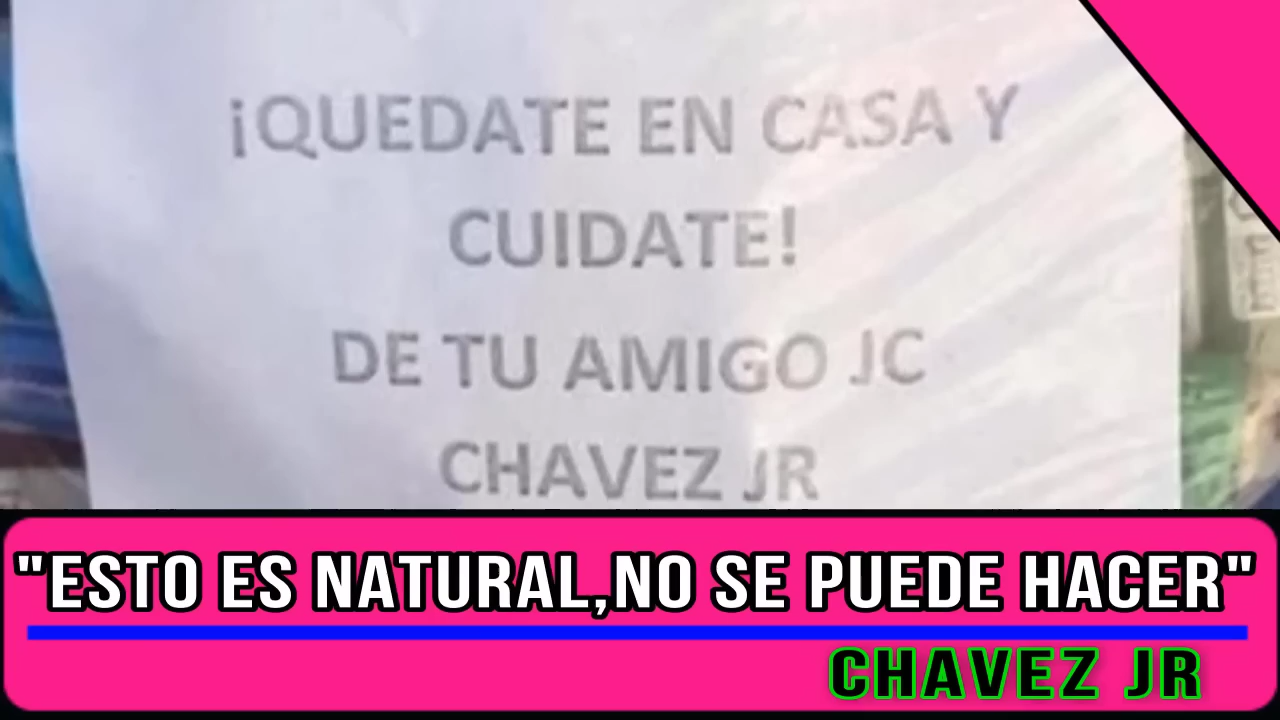 ¡QUEDATE EN CASA Y
CUIDATE!
DE TU AMIGO JC
CHAVEZ JR
"ESTO ES NATURAL,NO SE PUEDE HACER"
CHAVEZ JR